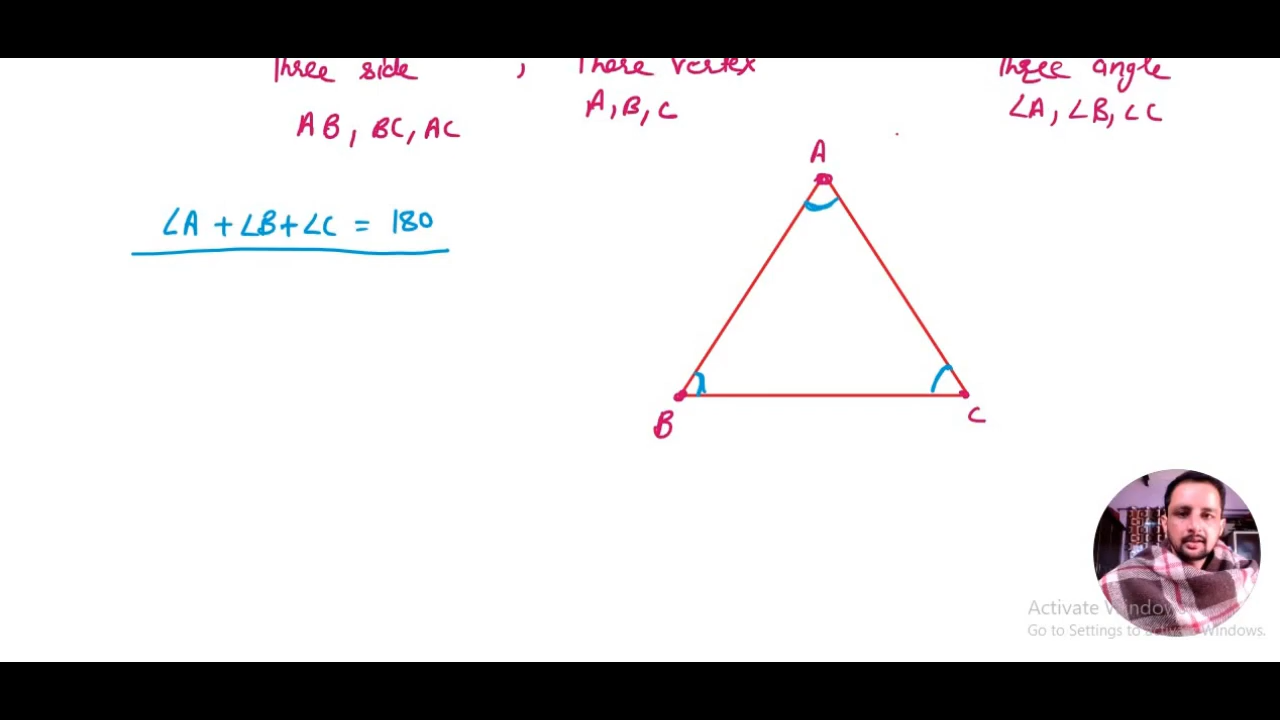 Three side , There vertex Three angle
AB, BC, AC A, B, C ∠A, ∠B, ∠C
A
∠A + ∠B + ∠C = 180
B C
Activate Windows
Go to Settings to activate Windows.